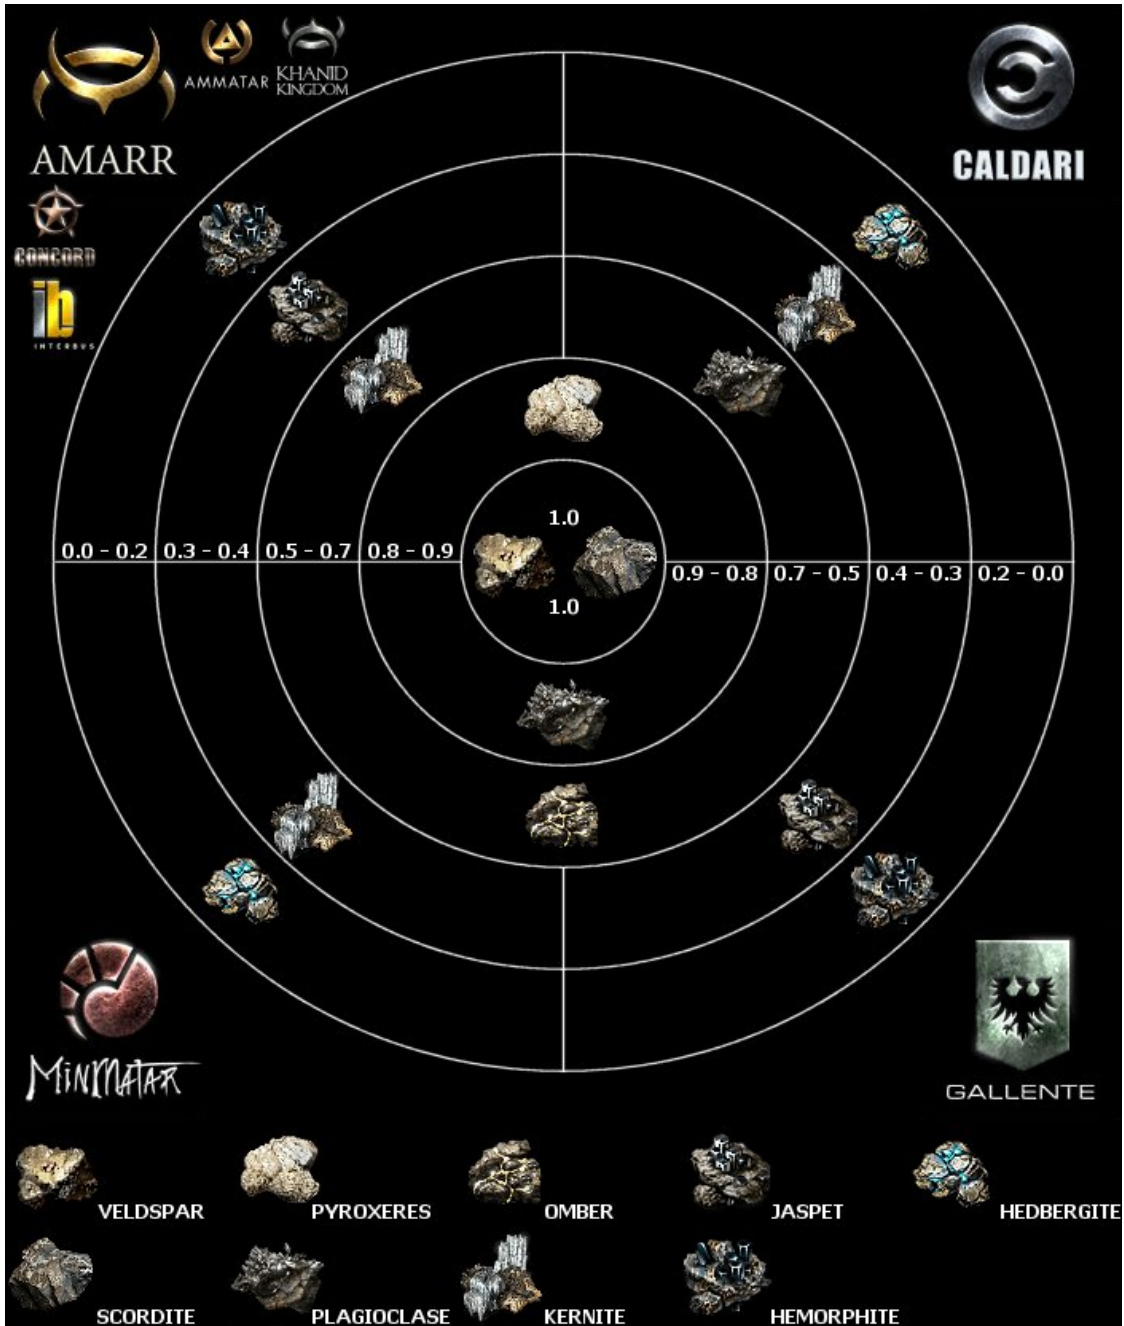 AMMATAR
KHANID
KINGDOM
AMARR
CALDARI
CONCORD
ib
INTERBUS
1.0
0.0 - 0.2
0.3 - 0.4
0.5 - 0.7
0.8 - 0.9
0.9 - 0.8
0.7 - 0.5
0.4 - 0.3
0.2 - 0.0
1.0
MINMATAR
GALLENTE
VELDSPAR
PYROXERES
OMBER
JASPET
HEDBERGITE
SCORDITE
PLAGIOCLASE
KERNITE
HEMORPHITE